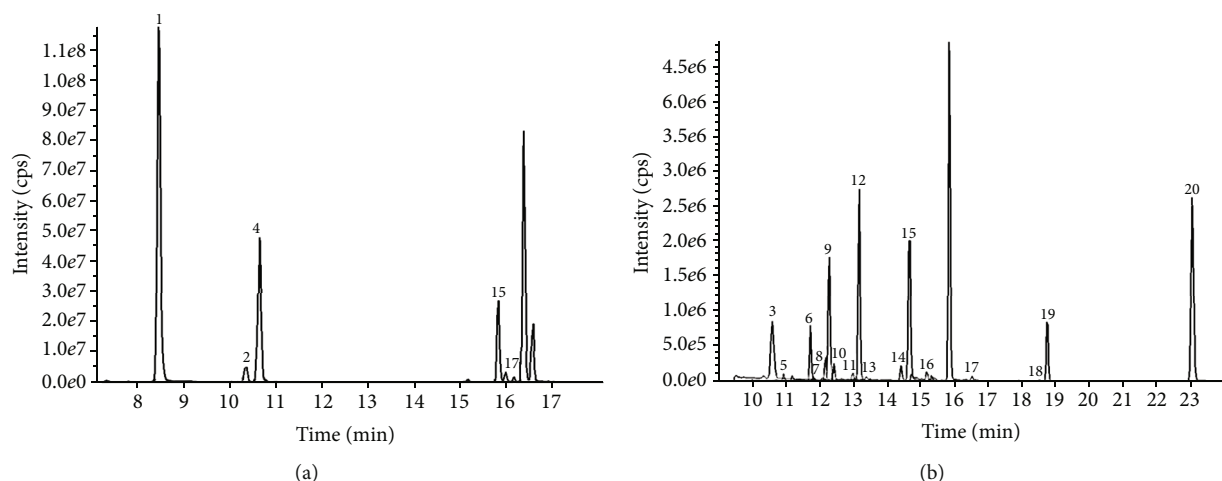 1
1.1e8
1.0e8
9.0e7
8.0e7
7.0e7
6.0e7
5.0e7
4.0e7
3.0e7
2.0e7
1.0e7
0.0e0
Intensity (cps)
4
2
15
17
8 9 10 11 12 13 14 15 16 17
Time (min)
(a)
4.5e6
6.0e6
3.5e6
3.0e6
2.5e6
2.0e6
1.5e6
1.0e6
5.0e5
0.0e0
Intensity (cps)
3
5
6
7
8
9
10
11
12
13
14
15
16
17
18
19
20
10 11 12 13 14 15 16 17 18 19 20 21 22 23
Time (min)
(b)